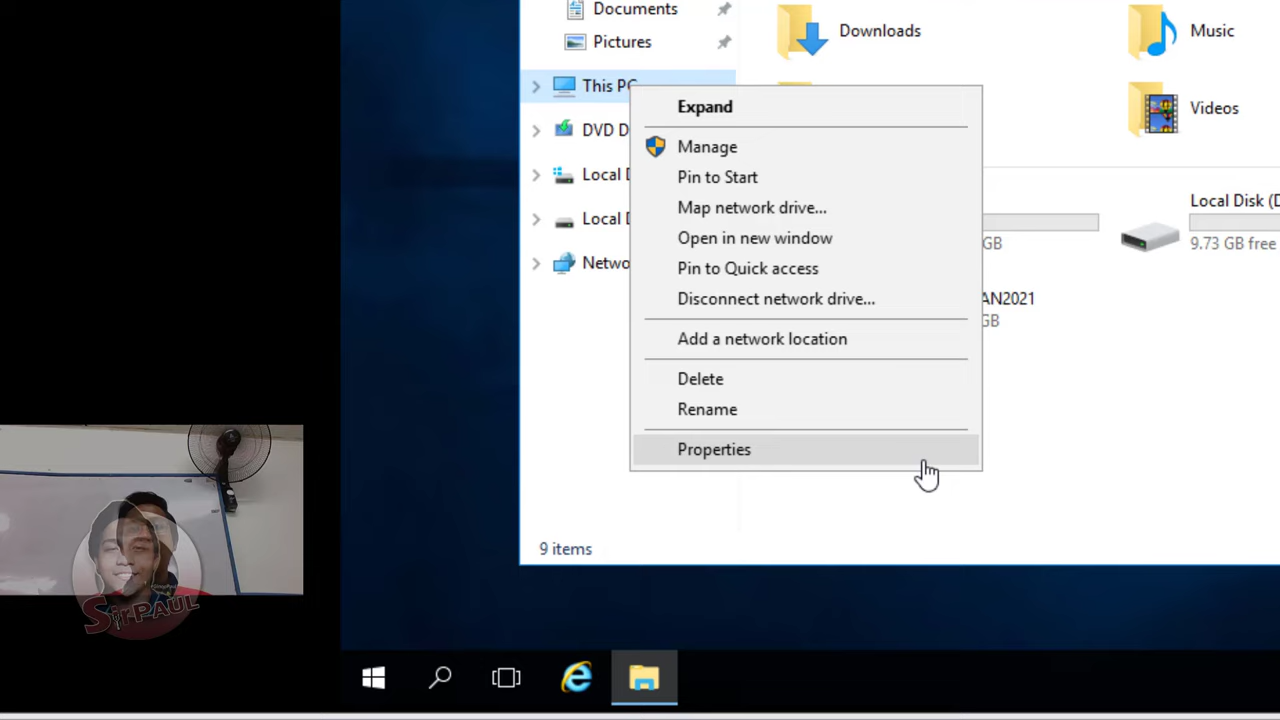 Documents
Pictures
This PC
DVD D
Local D
Local D
Netwo
9 items
Downloads
Music
Videos
Local Disk (D
GB
9.73 GB free
AN2021
GB
Expand
Manage
Pin to Start
Map network drive...
Open in new window
Pin to Quick access
Disconnect network drive...
Add a network location
Delete
Rename
Properties
SirPAUL